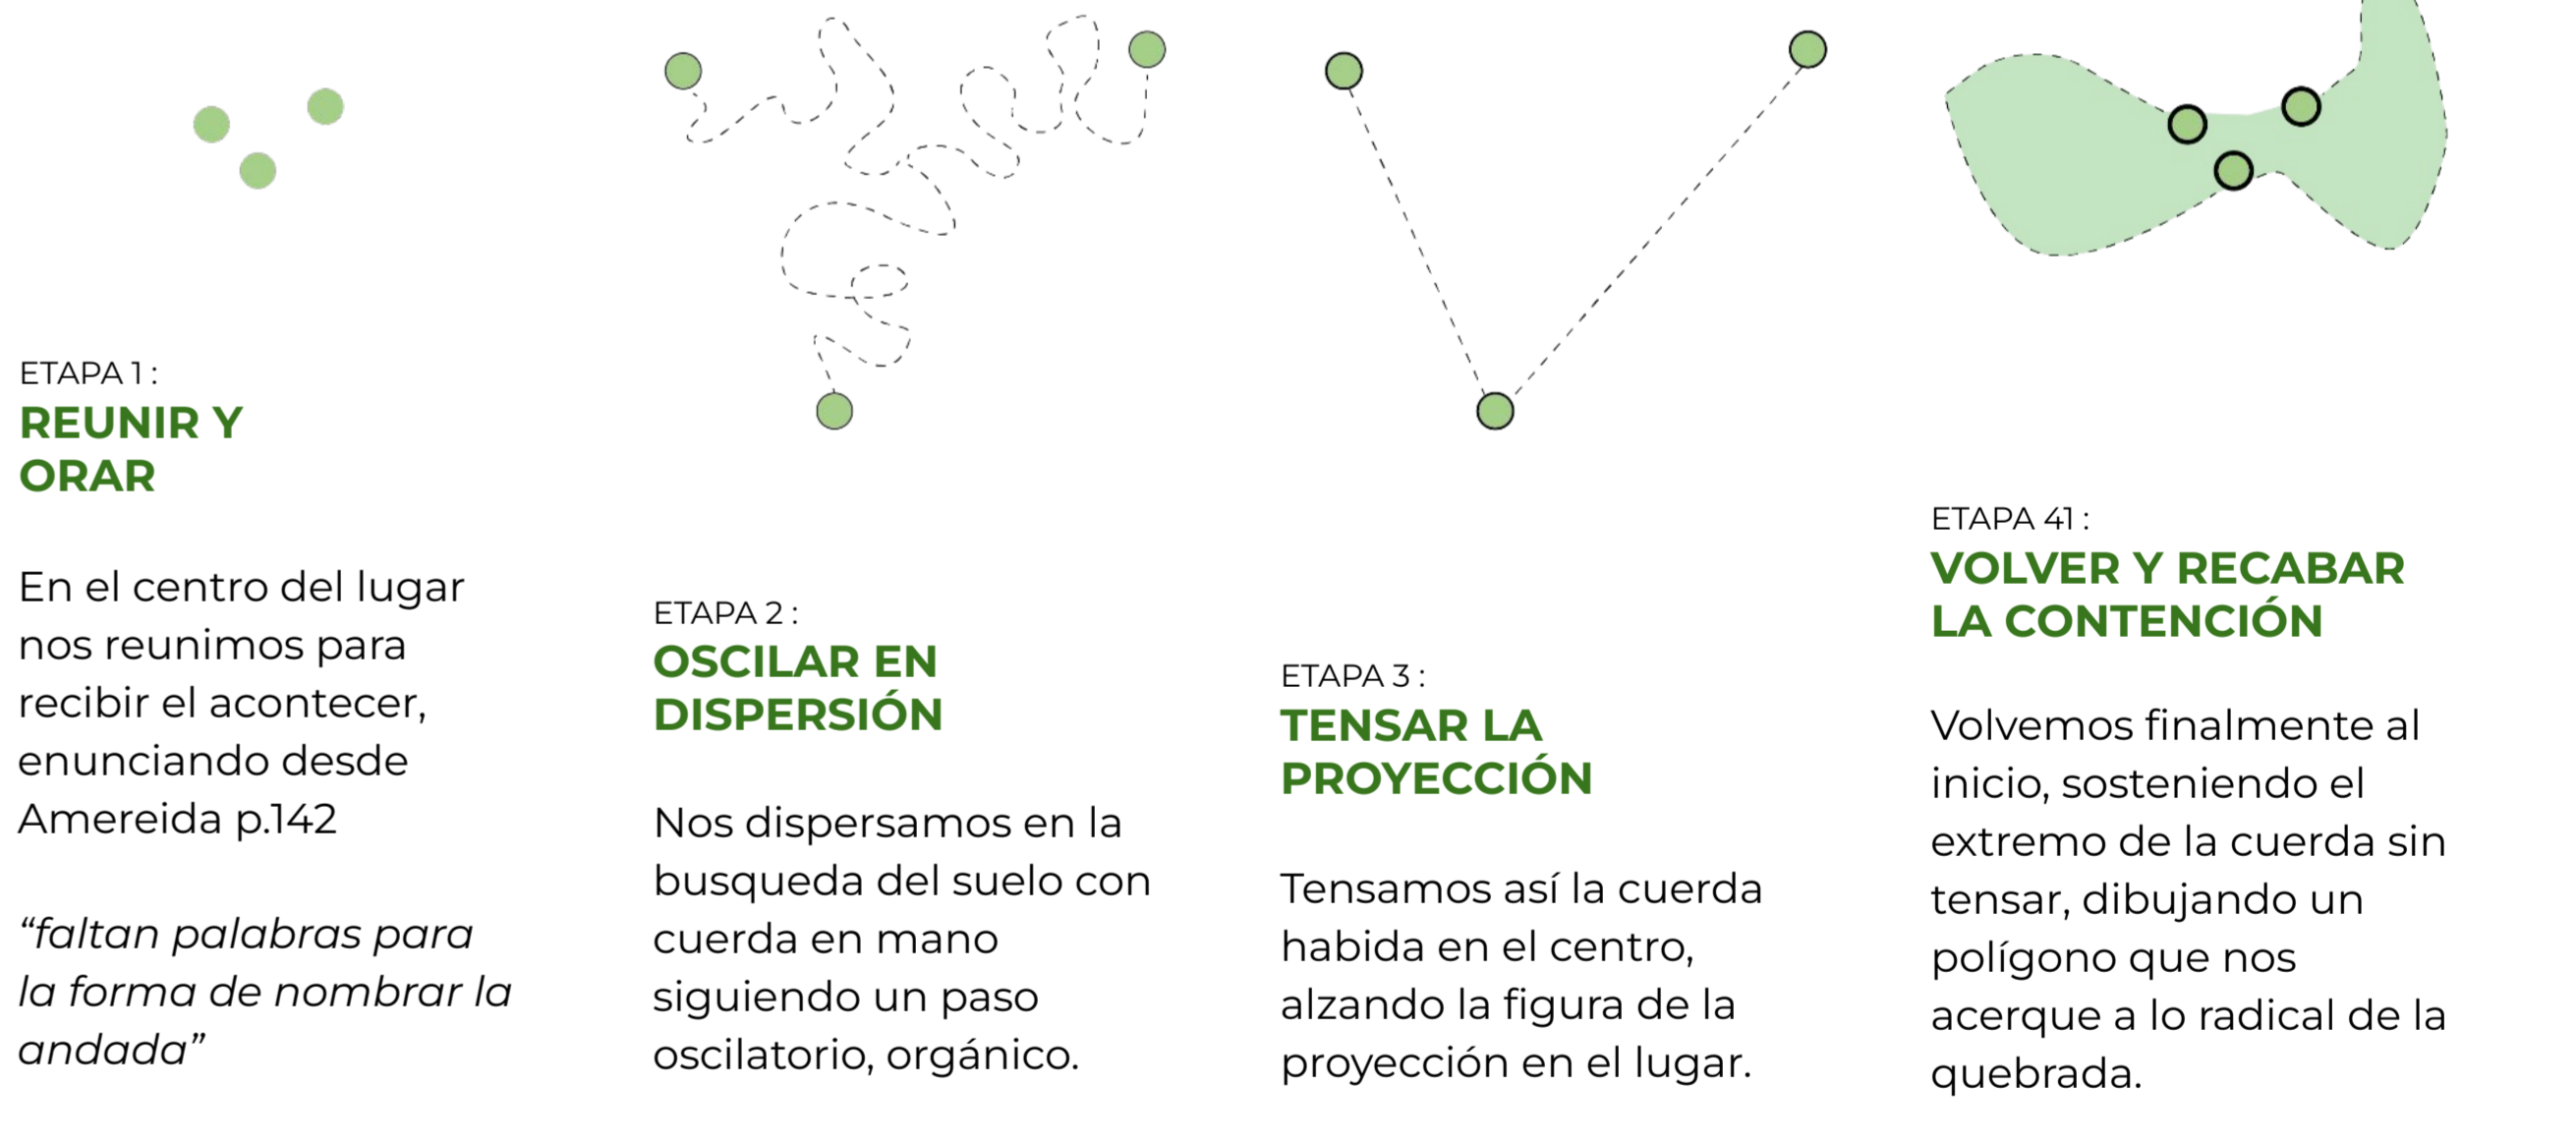 ETAPA 1 :
REUNIR Y
ORAR
En el centro del lugar
nos reunimos para
recibir el acontecer,
enunciando desde
Amereida p.142
“faltan palabras para
la forma de nombrar la
andada”
ETAPA 2 :
OSCILAR EN
DISPERSIÓN
Nos dispersamos en la
busqueda del suelo con
cuerda en mano
siguiendo un paso
oscilatorio, orgánico.
ETAPA 3 :
TENSAR LA
PROYECCIÓN
Tensamos así la cuerda
habida en el centro,
alzando la figura de la
proyección en el lugar.
ETAPA 41 :
VOLVER Y RECABAR
LA CONTENCIÓN
Volvemos finalmente al
inicio, sosteniendo el
extremo de la cuerda sin
tensar, dibujando un
polígono que nos
acerque a lo radical de la
quebrada.